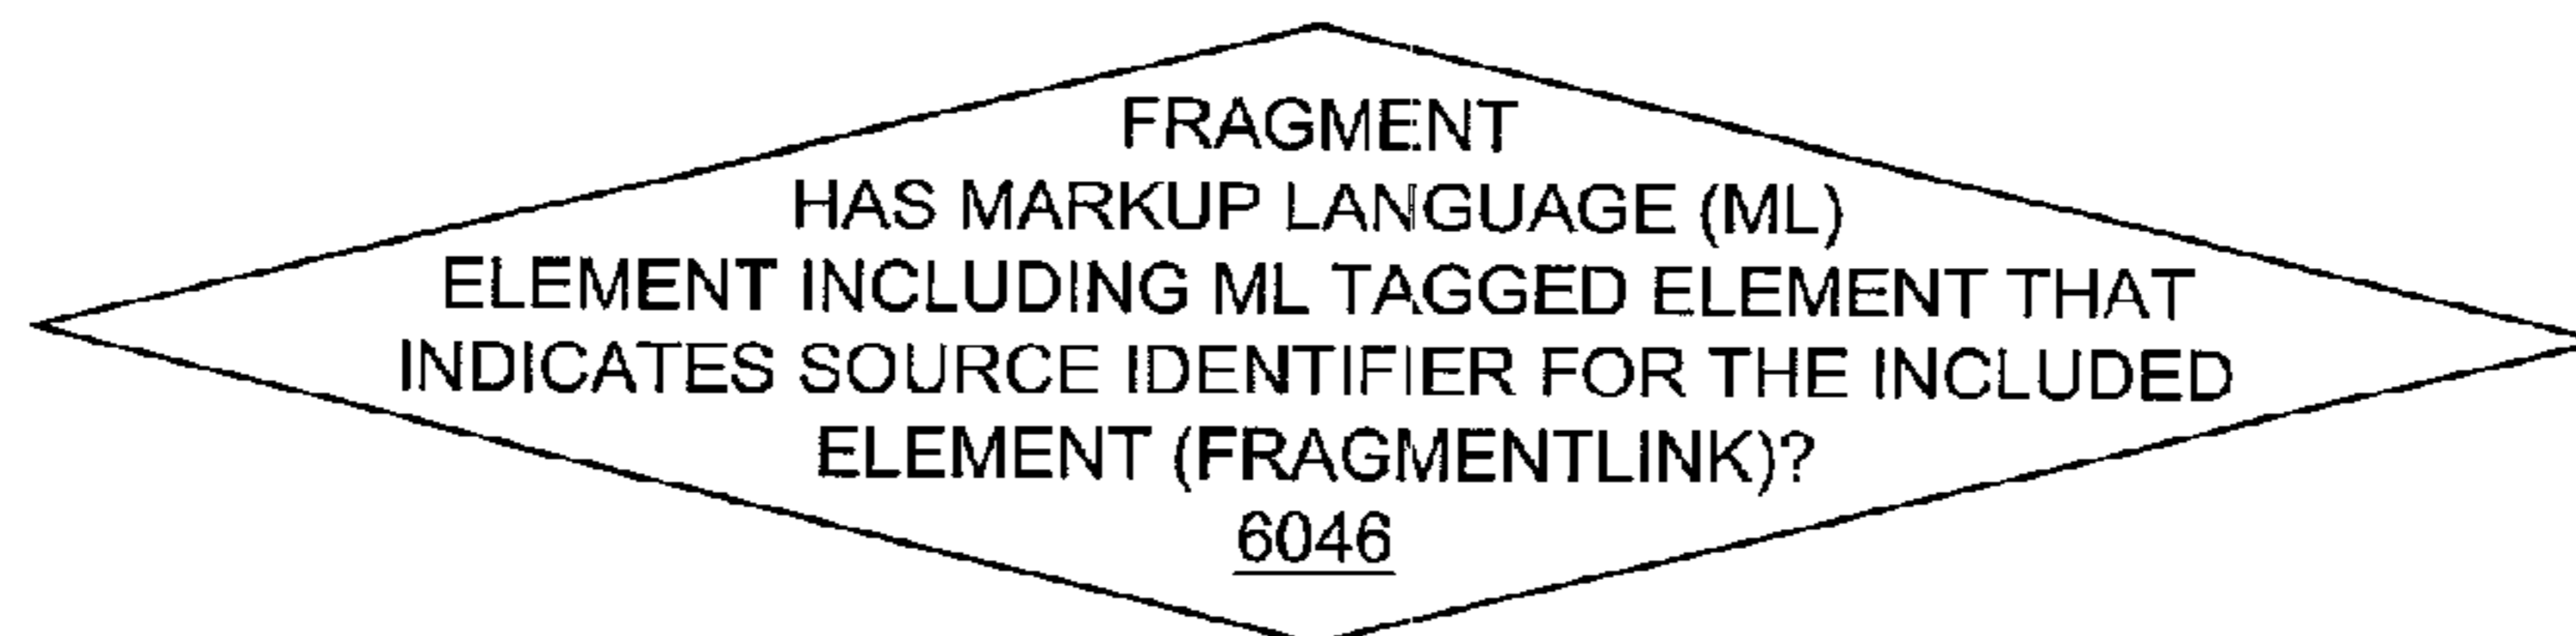 FRAGMENT
HAS MARKUP LANGUAGE (ML)
ELEMENT INCLUDING ML TAGGED ELEMENT THAT
INDICATES SOURCE IDENTIFIER FOR THE INCLUDED
ELEMENT (FRAGMENTLINK)?
6046